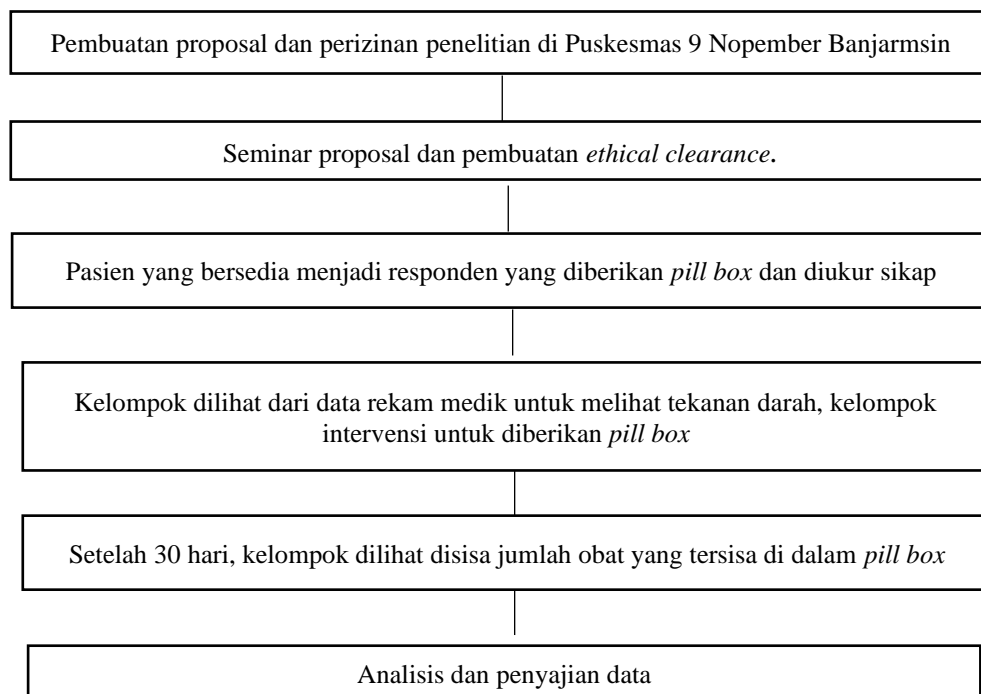 Pembuatan proposal dan perizinan penelitian di Puskesmas 9 Nopember Banjarmsin
Seminar proposal dan pembuatan ethical clearance.
Pasien yang bersedia menjadi responden yang diberikan pill box dan diukur sikap
Kelompok dilihat dari data rekam medik untuk melihat tekanan darah, kelompok
intervensi untuk diberikan pill box
Setelah 30 hari, kelompok dilihat disisa jumlah obat yang tersisa di dalam pill box
Analisis dan penyajian data